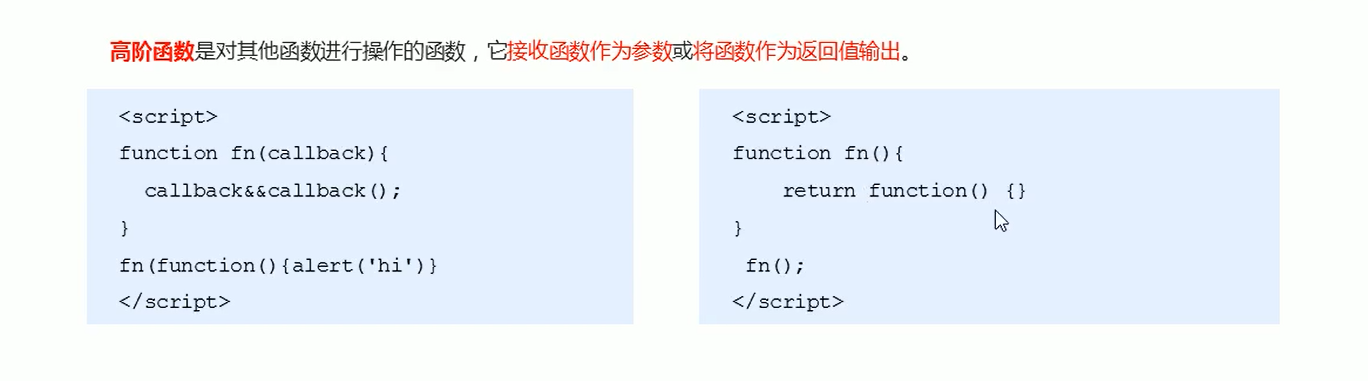 高阶函数是对其他函数进行操作的函数，它接收函数作为参数或将函数作为返回值输出。
<script>
function fn(callback){
  callback&&callback();
}
fn(function(){alert('hi')}
</script>
<script>
function fn(){
    return function() {}
}
 fn();
</script>